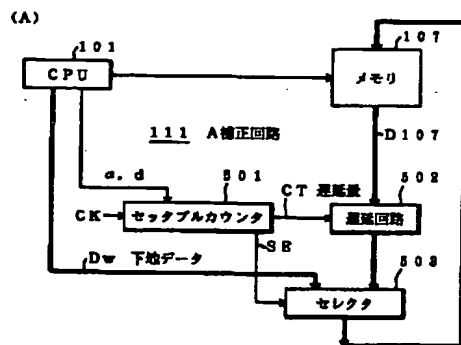 (A)
101
CPU
107
メモリ
111 A補正回路
D107
α,d
501
CT 遅延量
502
CK
セッタブルカウンタ
遅延回路
SE
Dw 下地データ
503
セレクタ